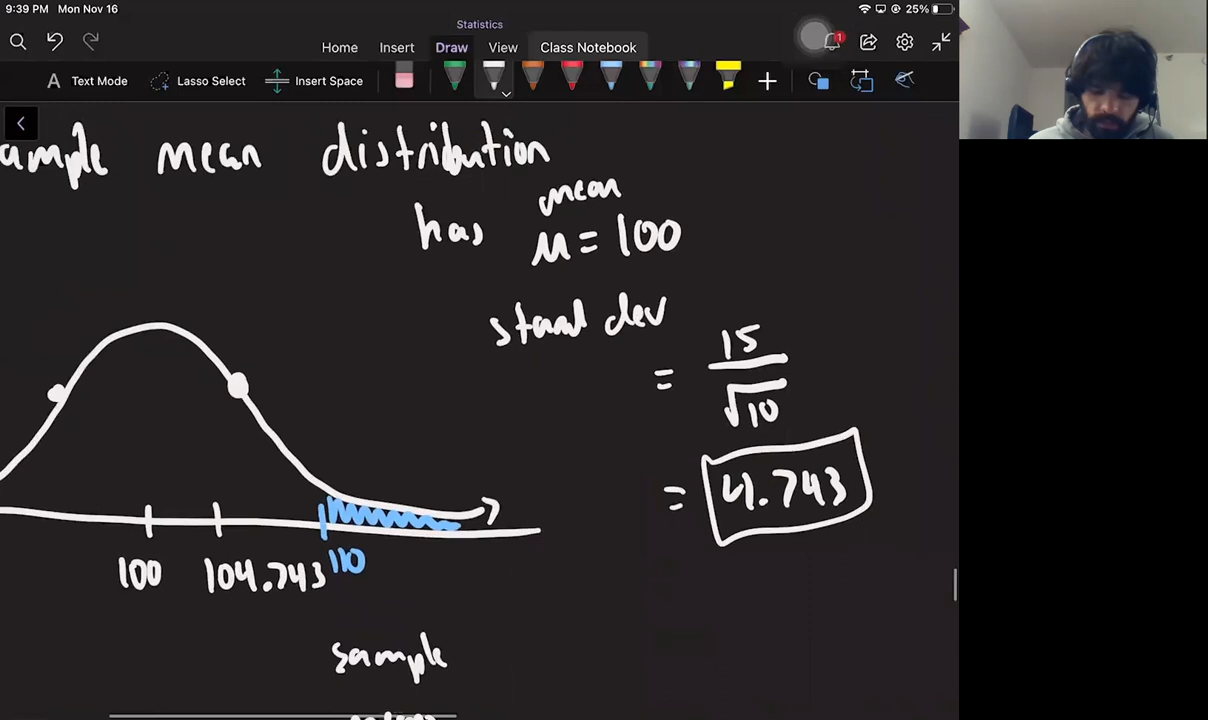 9:39 PM Mon Nov 16
25%
Statistics
Home Insert Draw View Class Notebook
1
A Text Mode Lasso Select Insert Space
ample mean distribution
mean
has μ = 100
stand dev
= 15
√10
= 4.743
100 104.743 110
sample